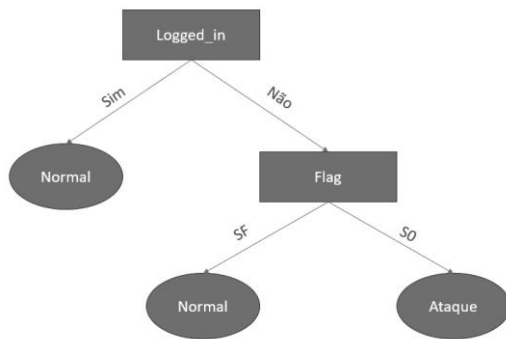 Logged_in
Sim
Não
Normal
Flag
SF
S0
Normal
Ataque